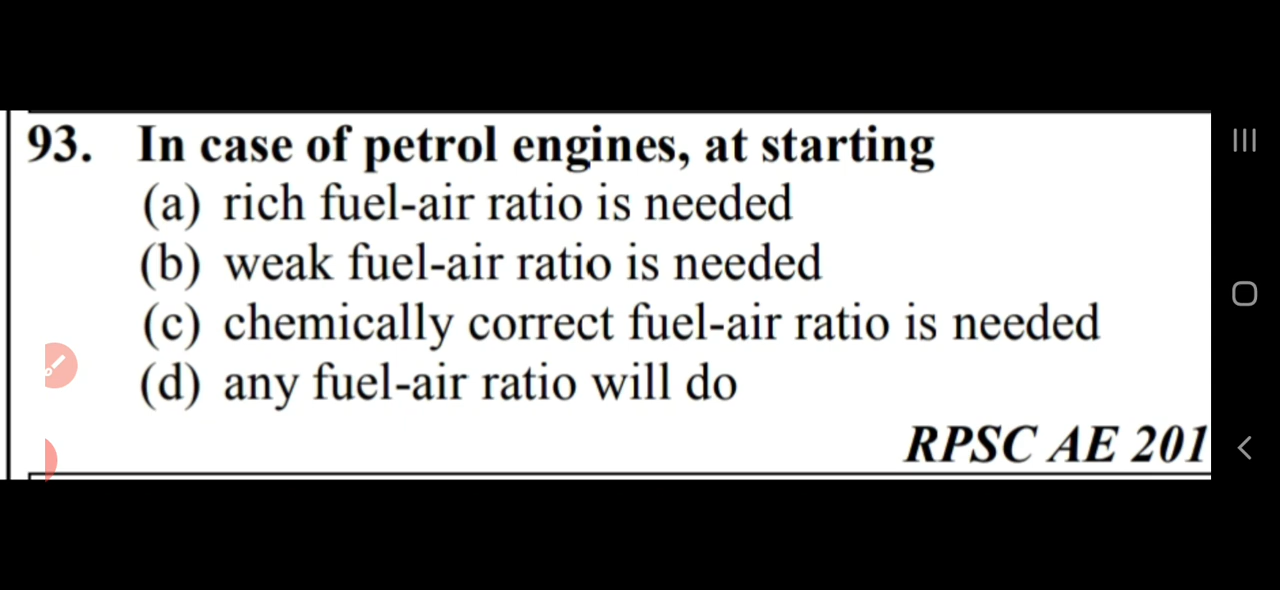 93. In case of petrol engines, at starting
(a) rich fuel-air ratio is needed
(b) weak fuel-air ratio is needed
(c) chemically correct fuel-air ratio is needed
(d) any fuel-air ratio will do
RPSC AE 201